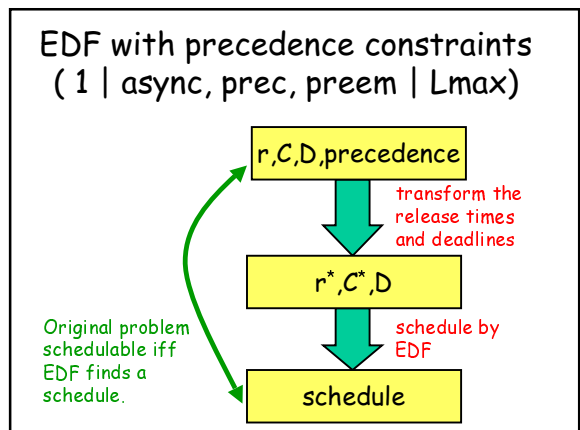 EDF with precedence constraints
( 1 | async, prec, preem | Lmax)
r,C,D,precedence
transform the
release times
and deadlines
r*,C*,D
Original problem
schedulable iff
EDF finds a
schedule.
schedule by
EDF
schedule